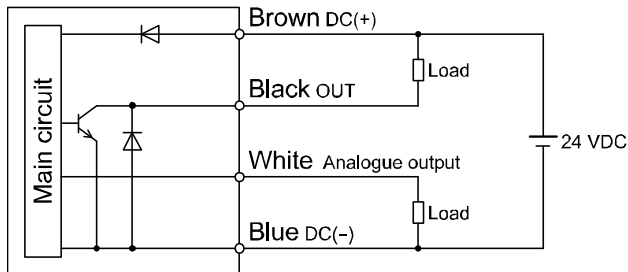 Main circuit
Brown DC(+)
Load
Black OUT
24 VDC
White Analogue output
Load
Blue DC(−)